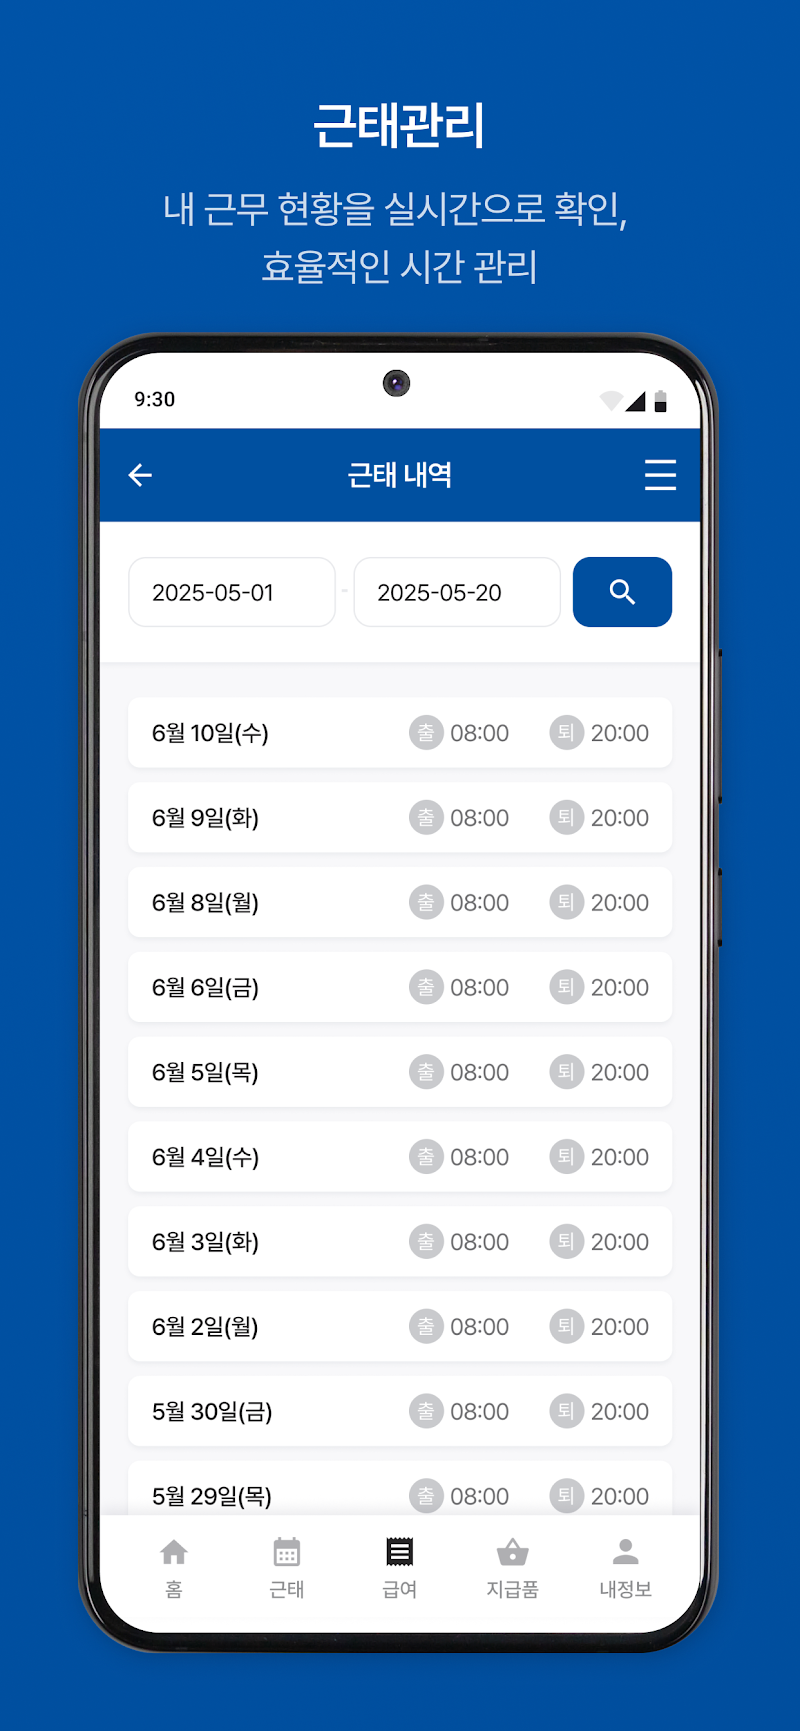 근태관리
내 근무 현황을 실시간으로 확인,
효율적인 시간 관리
9:30
근태 내역
2025-05-01 - 2025-05-20
6월 10일(수) 출 08:00 퇴 20:00
6월 9일(화) 출 08:00 퇴 20:00
6월 8일(월) 출 08:00 퇴 20:00
6월 6일(금) 출 08:00 퇴 20:00
6월 5일(목) 출 08:00 퇴 20:00
6월 4일(수) 출 08:00 퇴 20:00
6월 3일(화) 출 08:00 퇴 20:00
6월 2일(월) 출 08:00 퇴 20:00
5월 30일(금) 출 08:00 퇴 20:00
5월 29일(목) 출 08:00 퇴 20:00
홈 근태 급여 지급품 내정보